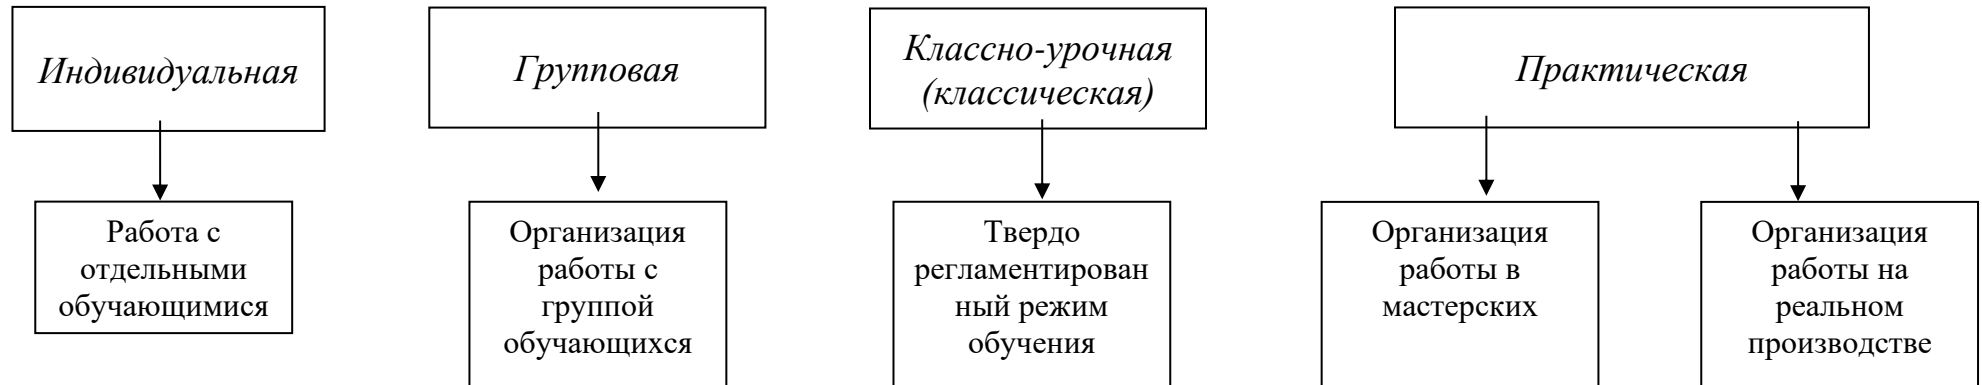 Индивидуальная
Групповая
Классно-урочная
(классическая)
Практическая
Работа с
отдельными
обучающимися
Организация
работы с
группой
обучающихся
Твердо
регламентирован
ный режим
обучения
Организация
работы в
мастерских
Организация
работы на
реальном
производстве